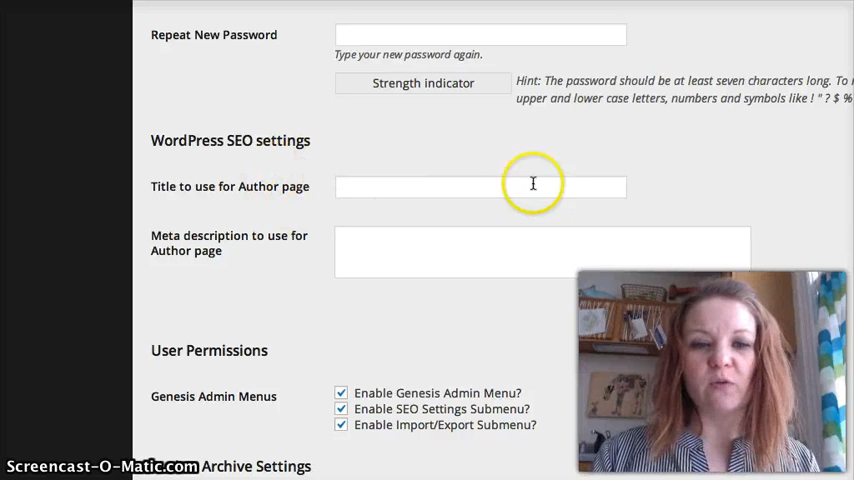 Repeat New Password
Type your new password again.
Strength indicator
Hint: The password should be at least seven characters long. To
upper and lower case letters, numbers and symbols like ! " ? $ %
WordPress SEO settings
Title to use for Author page
Meta description to use for
Author page
User Permissions
Genesis Admin Menus
Enable Genesis Admin Menu?
Enable SEO Settings Submenu?
Enable Import/Export Submenu?
Archive Settings
Screencast-O-Matic.com